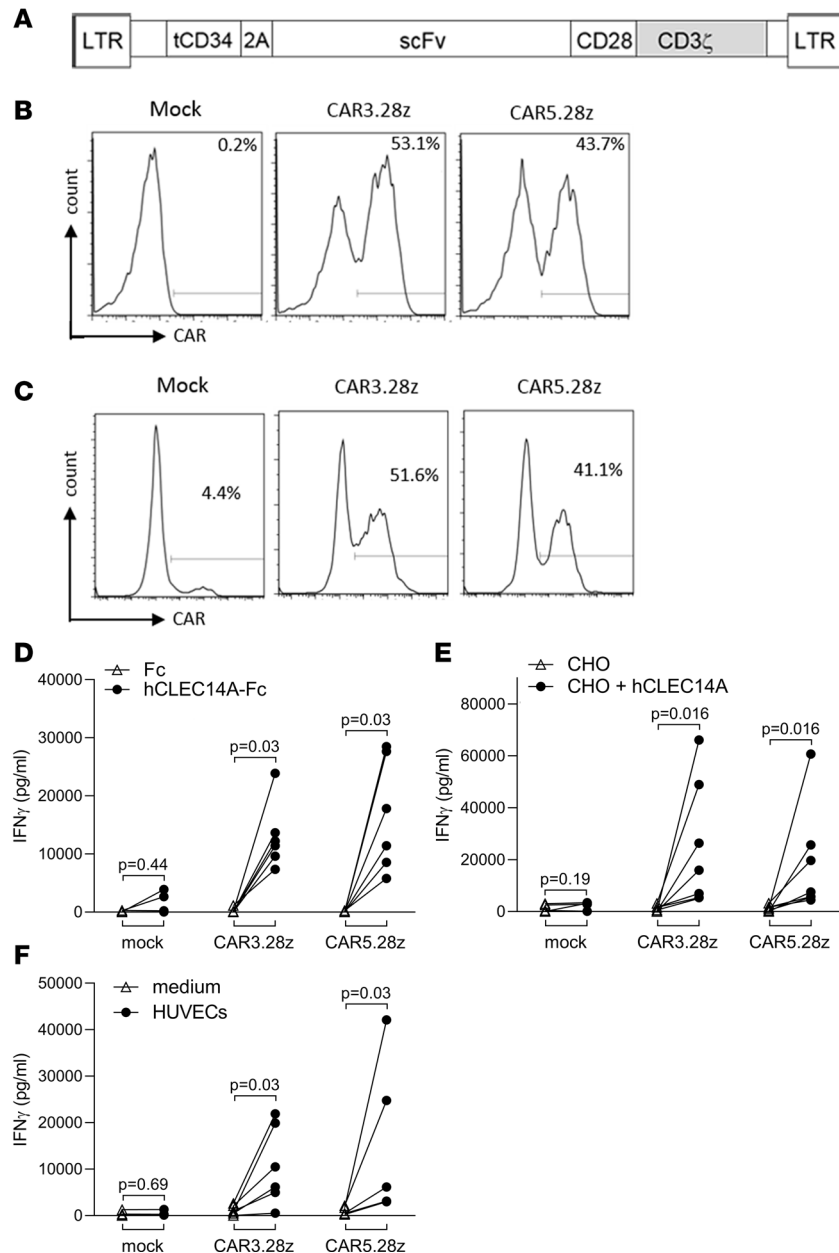 A
LTR tCD34 2A scFv CD28 CD3ζ LTR
B
Mock CAR3.28z CAR5.28z
0.2% 53.1% 43.7%
count
CAR
C
Mock CAR3.28z CAR5.28z
4.4% 51.6% 41.1%
count
CAR
D
Fc
hCLEC14A-Fc
IFNγ (pg/ml)
40000
30000
20000
10000
0
p=0.44 p=0.03 p=0.03
mock CAR3.28z CAR5.28z
E
CHO
CHO + hCLEC14A
IFNγ (pg/ml)
80000
60000
40000
20000
0
p=0.19 p=0.016 p=0.016
mock CAR3.28z CAR5.28z
F
medium
HUVECs
IFNγ (pg/ml)
50000
40000
30000
20000
10000
0
p=0.69 p=0.03 p=0.03
mock CAR3.28z CAR5.28z